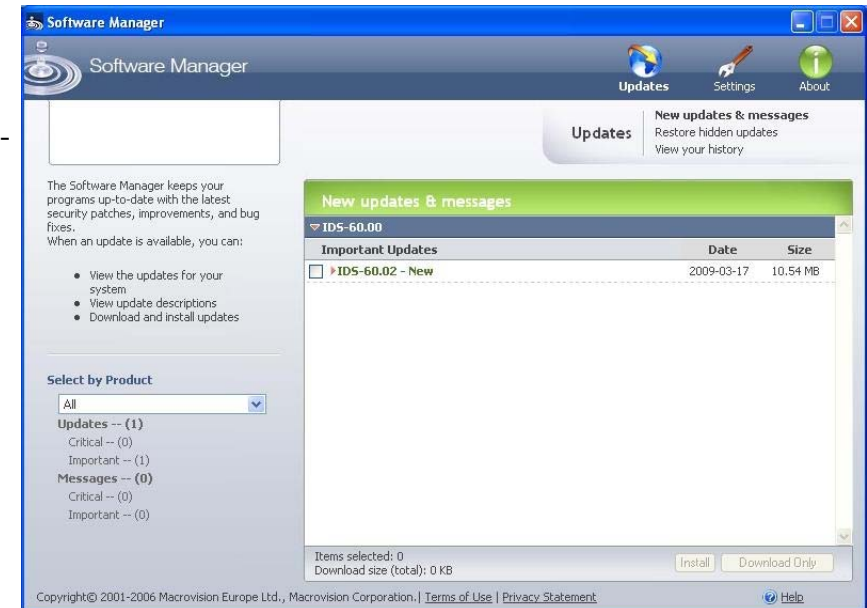 Software Manager
Software Manager
Updates
Settings
About
Updates
New updates & messages
Restore hidden updates
View your history
-
The Software Manager keeps your
programs up-to-date with the latest
security patches, improvements, and bug
fixes.
When an update is available, you can:
● View the updates for your
system
● View update descriptions
● Download and install updates
Select by Product
All
Updates -- (1)
Critical -- (0)
Important -- (1)
Messages -- (0)
Critical -- (0)
Important -- (0)
New updates & messages
IDS-60.00
Important Updates Date Size
IDS-60.02 - New 2009-03-17 10.54 MB
Items selected: 0
Download size (total): 0 KB
Install Download Only
Copyright© 2001-2006 Macrovision Europe Ltd., Macrovision Corporation.| Terms of Use | Privacy Statement
Help